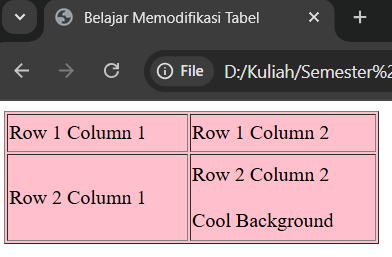 Belajar Memodifikasi Tabel
File
D:/Kuliah/Semester%2
Row 1 Column 1
Row 1 Column 2
Row 2 Column 1
Row 2 Column 2
Cool Background